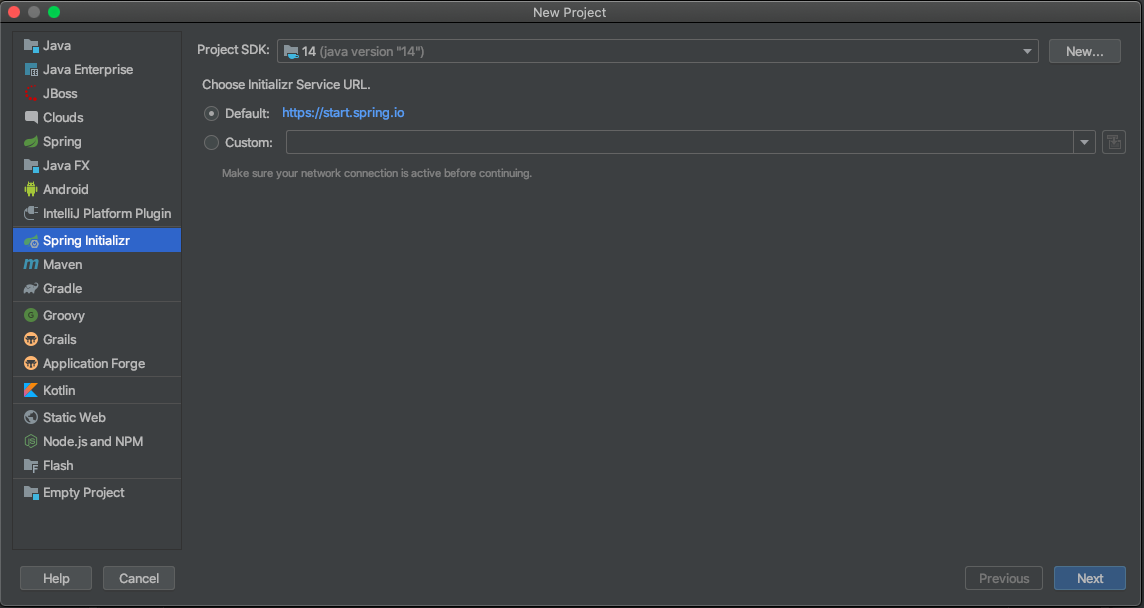 New Project
Java
Java Enterprise
JBoss
Clouds
Spring
Java FX
Android
IntelliJ Platform Plugin
Spring Initializr
Maven
Gradle
Groovy
Grails
Application Forge
Kotlin
Static Web
Node.js and NPM
Flash
Empty Project
Project SDK: 14 (java version "14") New...
Choose Initializr Service URL.
Default: https://start.spring.io
Custom:
Make sure your network connection is active before continuing.
Help Cancel Previous Next